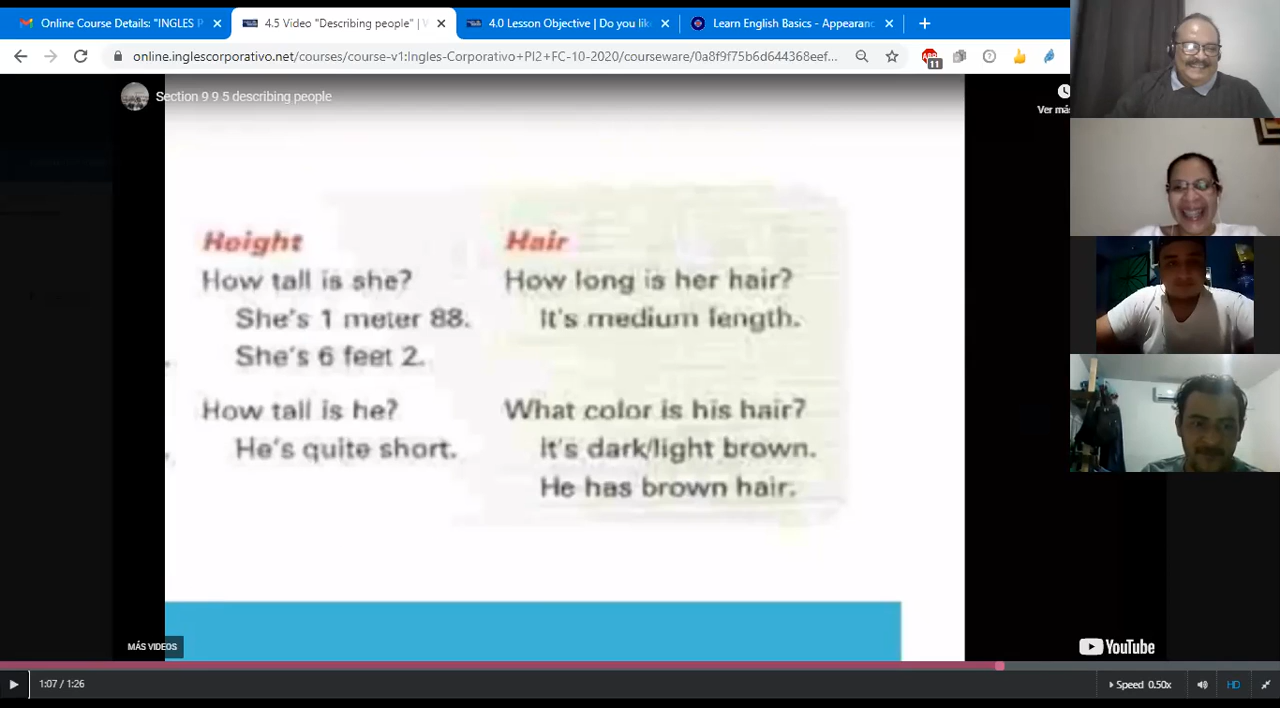 Online Course Details: "INGLES P
4.5 Video "Describing people" |
4.0 Lesson Objective | Do you lik
Learn English Basics - Appearanc
online.inglescorporativo.net/courses/course-v1:Ingles-Corporativo+PI2+FC-10-2020/courseware/0a8f9f75b6d644368eef...
11
Section 9 9 5 describing people
Ver más
Height
How tall is she?
She's 1 meter 88.
She's 6 feet 2.
How tall is he?
He's quite short.
Hair
How long is her hair?
It's medium length.
What color is his hair?
It's dark/light brown.
He has brown hair.
MÁS VIDEOS
YouTube
1:07 / 1:26
Speed 0.50x
HD